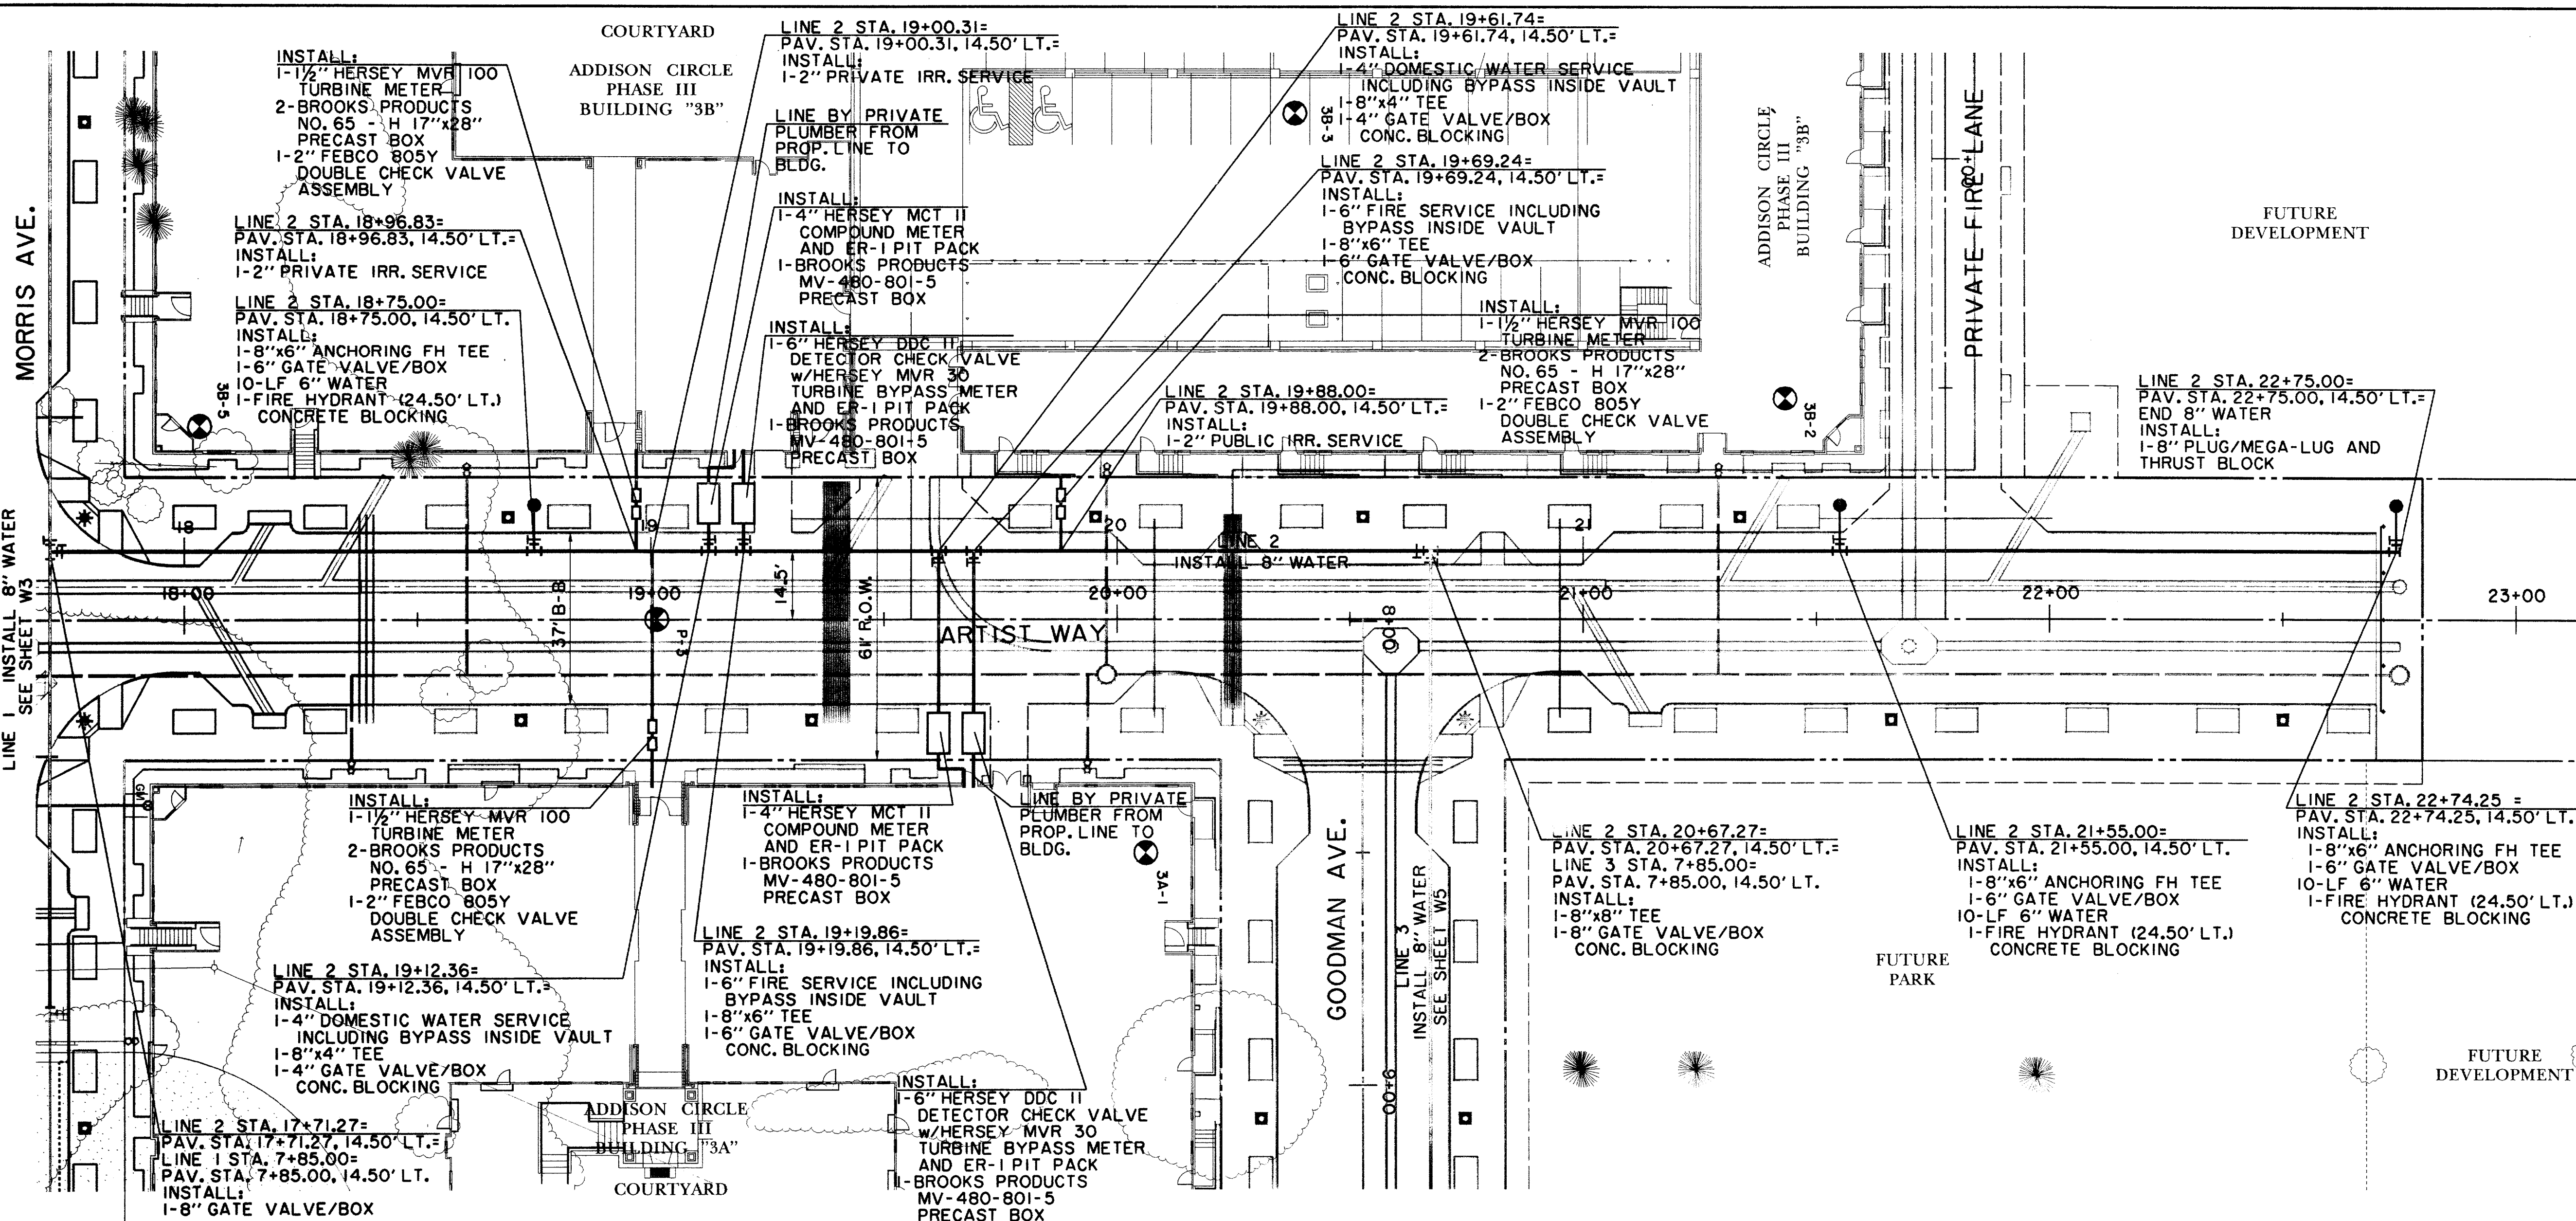 COURTYARD
ADDISON CIRCLE
PHASE III
BUILDING "3B"
INSTALL:
1-1½" HERSEY MVR 100
TURBINE METER
2-BROOKS PRODUCTS
NO. 65 - H 17"x28"
PRECAST BOX
1-2" FEBCO 805Y
DOUBLE CHECK VALVE
ASSEMBLY
LINE 2 STA. 18+96.83=
PAV. STA. 18+96.83, 14.50' LT.=
INSTALL:
1-2" PRIVATE IRR. SERVICE
LINE 2 STA. 18+75.00=
PAV. STA. 18+75.00, 14.50' LT.
INSTALL:
1-8"x6" ANCHORING FH TEE
1-6" GATE VALVE/BOX
10-LF 6" WATER
1-FIRE HYDRANT (24.50' LT.)
CONCRETE BLOCKING
LINE 2 STA. 19+00.31=
PAV. STA. 19+00.31, 14.50' LT.=
INSTALL:
1-2" PRIVATE IRR. SERVICE
LINE BY PRIVATE
PLUMBER FROM
PROP. LINE TO
BLDG.
INSTALL:
1-4" HERSEY MCT II
COMPOUND METER
AND ER-1 PIT PACK
1-BROOKS PRODUCTS
MV-480-801-5
PRECAST BOX
INSTALL:
1-6" HERSEY DDC II
DETECTOR CHECK VALVE
w/HERSEY MVR 30
TURBINE BYPASS METER
AND ER-1 PIT PACK
1-BROOKS PRODUCTS
MV-480-801-5
PRECAST BOX
LINE 2 STA. 19+61.74=
PAV. STA. 19+61.74, 14.50' LT.=
INSTALL:
1-4" DOMESTIC WATER SERVICE
INCLUDING BYPASS INSIDE VAULT
1-8"x4" TEE
1-4" GATE VALVE/BOX
CONC. BLOCKING
LINE 2 STA. 19+69.24=
PAV. STA. 19+69.24, 14.50' LT.=
INSTALL:
1-6" FIRE SERVICE INCLUDING
BYPASS INSIDE VAULT
1-8"x6" TEE
1-6" GATE VALVE/BOX
CONC. BLOCKING
INSTALL:
1-1½" HERSEY MVR 100
TURBINE METER
2-BROOKS PRODUCTS
NO. 65 - H 17"x28"
PRECAST BOX
1-2" FEBCO 805Y
DOUBLE CHECK VALVE
ASSEMBLY
LINE 2 STA. 19+88.00=
PAV. STA. 19+88.00, 14.50' LT.=
INSTALL:
1-2" PUBLIC IRR. SERVICE
ADDISON CIRCLE
PHASE III
BUILDING "3B"
PRIVATE FIRE LANE
8+00
FUTURE
DEVELOPMENT
LINE 2 STA. 22+75.00=
PAV. STA. 22+75.00, 14.50' LT.=
END 8" WATER
INSTALL:
1-8" PLUG/MEGA-LUG AND
THRUST BLOCK
3B-5
3B-3
3B-2
MORRIS AVE.
LINE 1 INSTALL 8" WATER
SEE SHEET W3
18
19
20
21
LINE 2
INSTALL 8" WATER
18+00
19+00
20+00
21+00
22+00
23+00
37' B-B
14.5'
61' R.O.W.
P-3
ARTIST WAY
8+00
GM
INSTALL:
1-1½" HERSEY MVR 100
TURBINE METER
2-BROOKS PRODUCTS
NO. 65 - H 17"x28"
PRECAST BOX
1-2" FEBCO 805Y
DOUBLE CHECK VALVE
ASSEMBLY
INSTALL:
1-4" HERSEY MCT II
COMPOUND METER
AND ER-1 PIT PACK
1-BROOKS PRODUCTS
MV-480-801-5
PRECAST BOX
LINE BY PRIVATE
PLUMBER FROM
PROP. LINE TO
BLDG.
3A-1
LINE 2 STA. 19+19.86=
PAV. STA. 19+19.86, 14.50' LT.=
INSTALL:
1-6" FIRE SERVICE INCLUDING
BYPASS INSIDE VAULT
1-8"x6" TEE
1-6" GATE VALVE/BOX
CONC. BLOCKING
LINE 2 STA. 19+12.36=
PAV. STA. 19+12.36, 14.50' LT.=
INSTALL:
1-4" DOMESTIC WATER SERVICE
INCLUDING BYPASS INSIDE VAULT
1-8"x4" TEE
1-4" GATE VALVE/BOX
CONC. BLOCKING
LINE 2 STA. 17+71.27=
PAV. STA. 17+71.27, 14.50' LT.=
LINE 1 STA. 7+85.00=
PAV. STA. 7+85.00, 14.50' LT.
INSTALL:
1-8" GATE VALVE/BOX
ADDISON CIRCLE
PHASE III
BUILDING "3A"
COURTYARD
INSTALL:
1-6" HERSEY DDC II
DETECTOR CHECK VALVE
w/HERSEY MVR 30
TURBINE BYPASS METER
AND ER-1 PIT PACK
1-BROOKS PRODUCTS
MV-480-801-5
PRECAST BOX
GOODMAN AVE.
9+00
LINE 3
INSTALL 8" WATER
SEE SHEET W5
LINE 2 STA. 20+67.27=
PAV. STA. 20+67.27, 14.50' LT.=
LINE 3 STA. 7+85.00=
PAV. STA. 7+85.00, 14.50' LT.
INSTALL:
1-8"x8" TEE
1-8" GATE VALVE/BOX
CONC. BLOCKING
LINE 2 STA. 21+55.00=
PAV. STA. 21+55.00, 14.50' LT.
INSTALL:
1-8"x6" ANCHORING FH TEE
1-6" GATE VALVE/BOX
10-LF 6" WATER
1-FIRE HYDRANT (24.50' LT.)
CONCRETE BLOCKING
LINE 2 STA. 22+74.25 =
PAV. STA. 22+74.25, 14.50' LT.
INSTALL:
1-8"x6" ANCHORING FH TEE
1-6" GATE VALVE/BOX
10-LF 6" WATER
1-FIRE HYDRANT (24.50' LT.)
CONCRETE BLOCKING
FUTURE
PARK
FUTURE
DEVELOPMENT